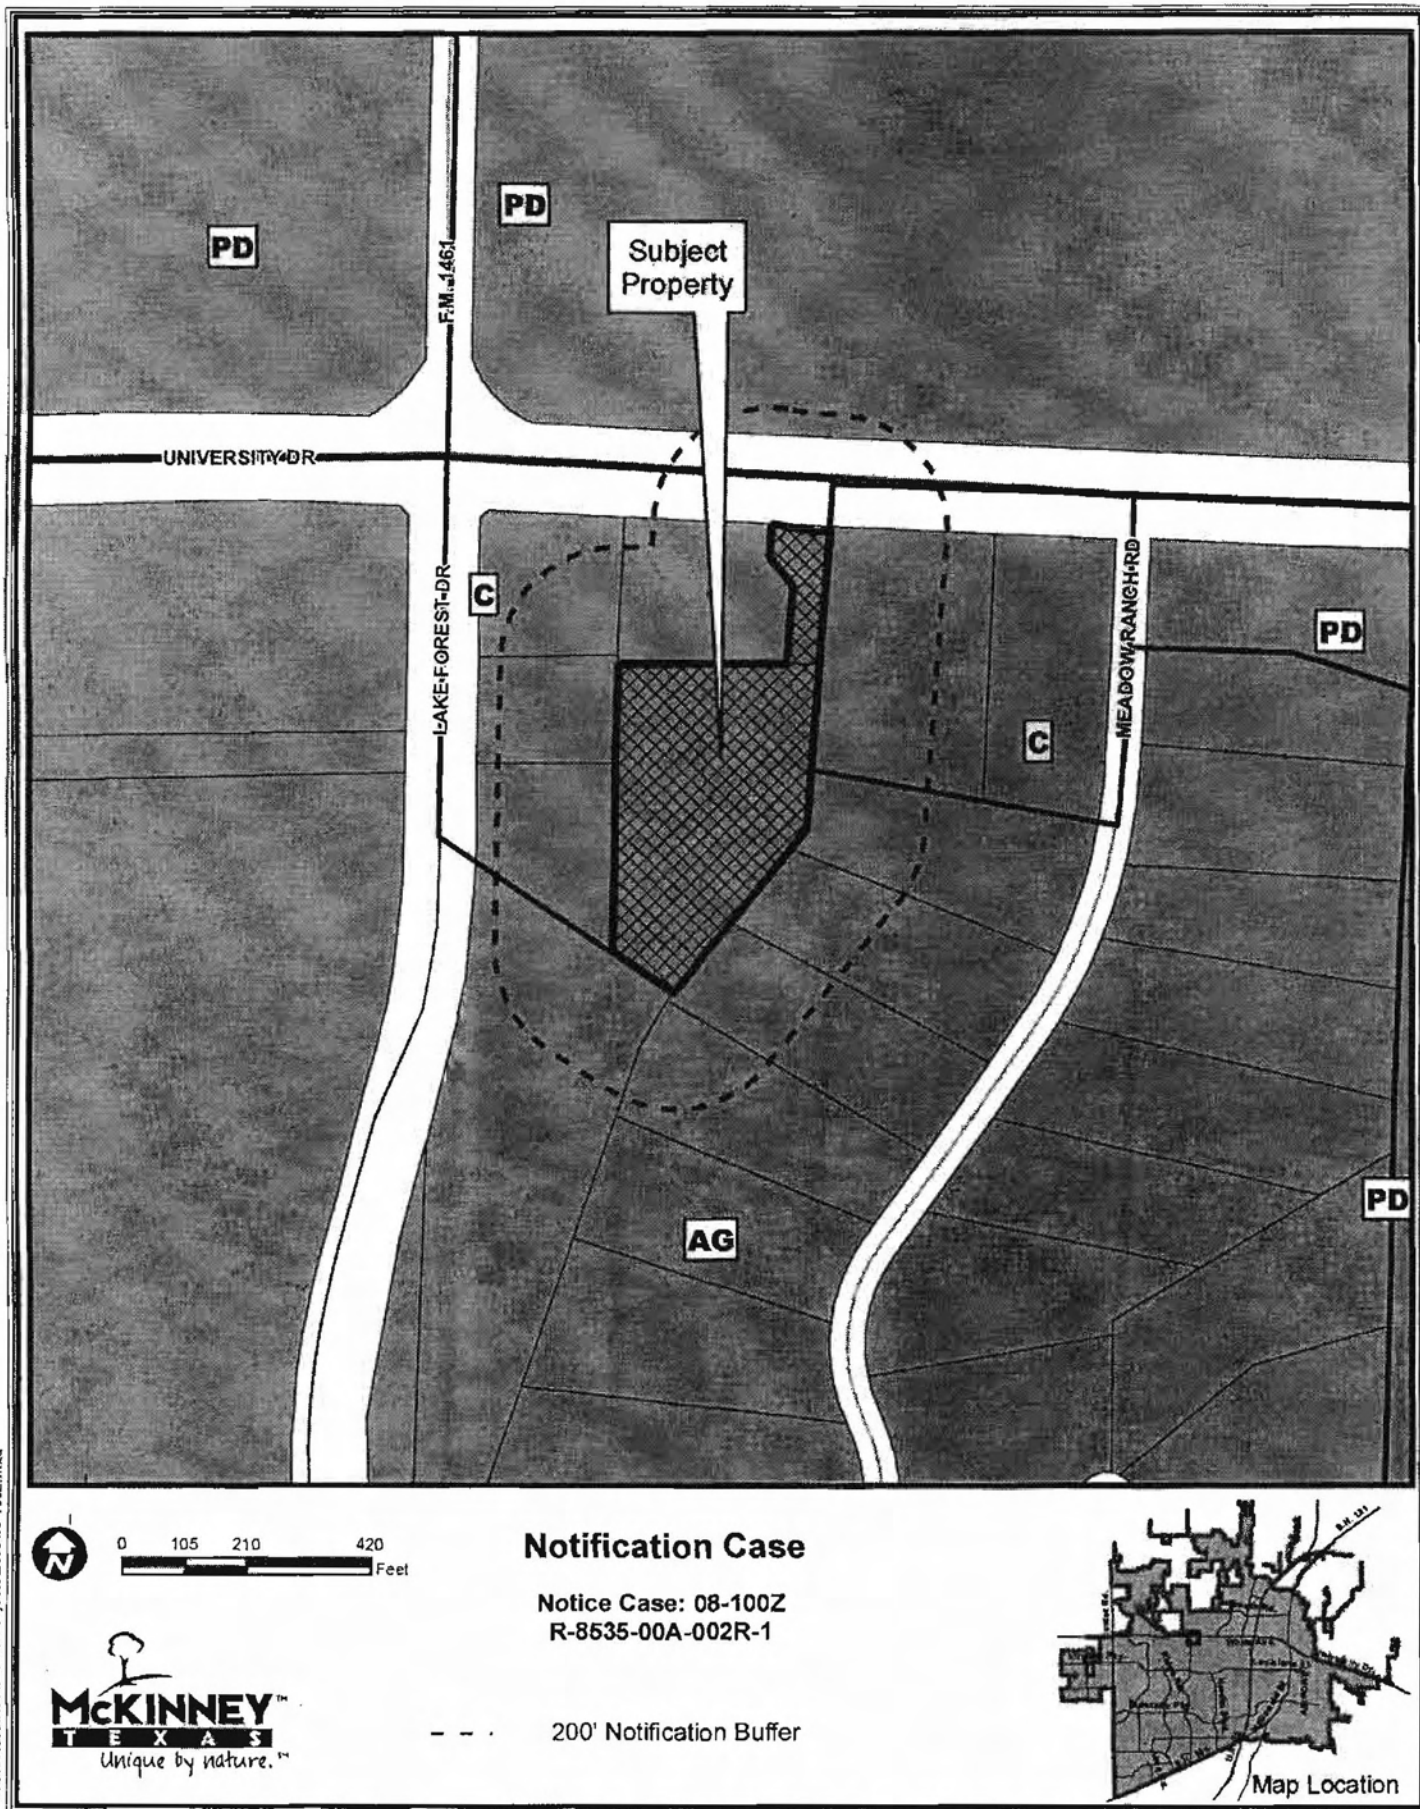 PD
PD
Subject
Property
F.M. 1461
UNIVERSITY DR
LAKE FOREST DR
C
MEADOW RANCH RD
PD
C
PD
AG
N
0 105 210 420
Feet
Notification Case
Notice Case: 08-100Z
R-8535-00A-002R-1
McKINNEY™
TEXAS
Unique by nature.™
200' Notification Buffer
Map Location